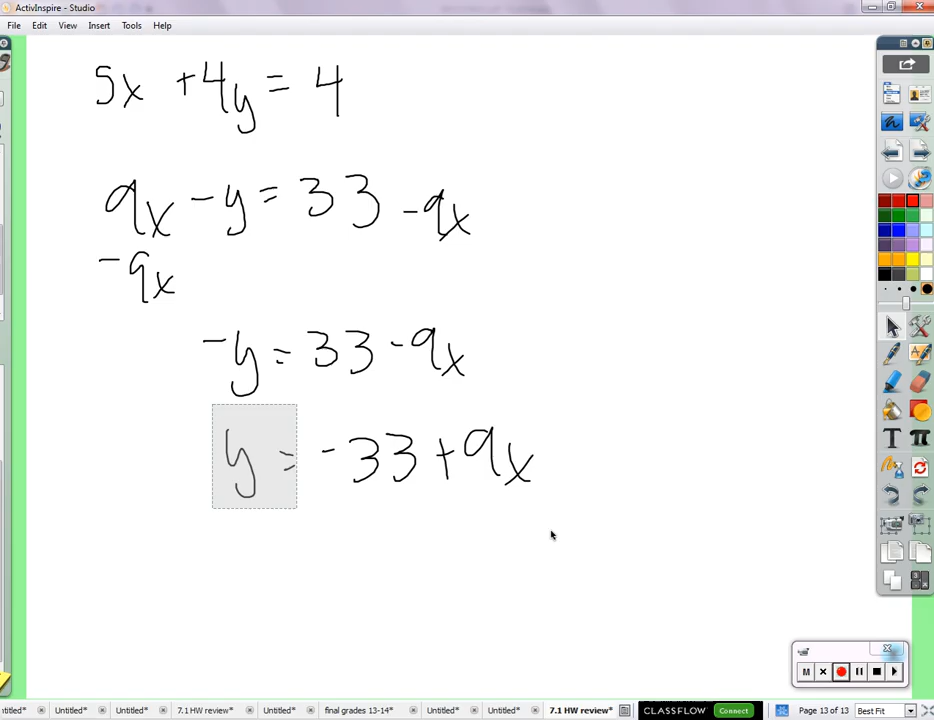 ActivInspire - Studio
File Edit View Insert Tools Help
5x +4y = 4
9x - y = 33 - 9x
- 9x
- y = 33 - 9x
y = - 33 + 9x
M
Untitled* Untitled* 7.1 HW review* Untitled* final grades 13-14* Untitled* Untitled* 7.1 HW review* CLASSFLOW Connect Page 13 of 13 Best Fit